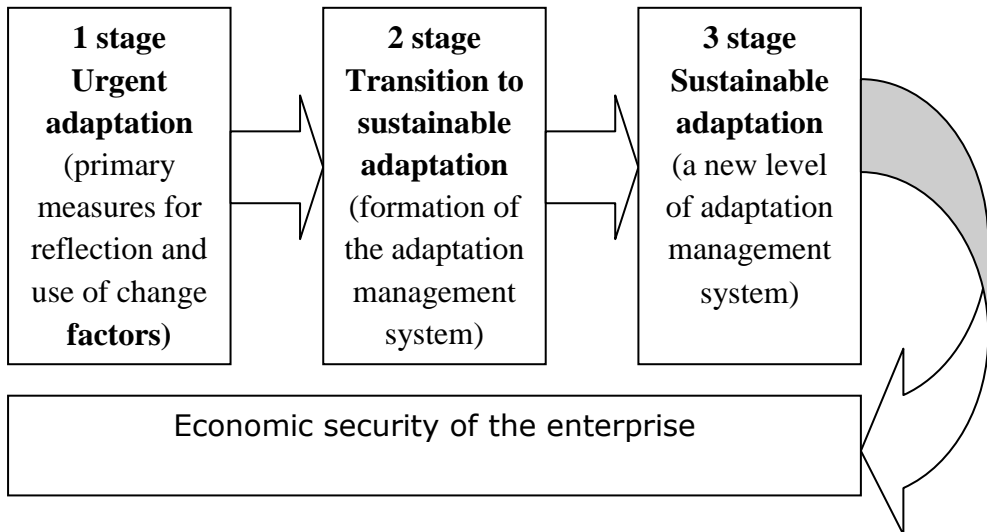 1 stage
Urgent
adaptation
(primary
measures for
reflection and
use of change
factors)
2 stage
Transition to
sustainable
adaptation
(formation of
the adaptation
management
system)
3 stage
Sustainable
adaptation
(a new level
of adaptation
management
system)
Economic security of the enterprise